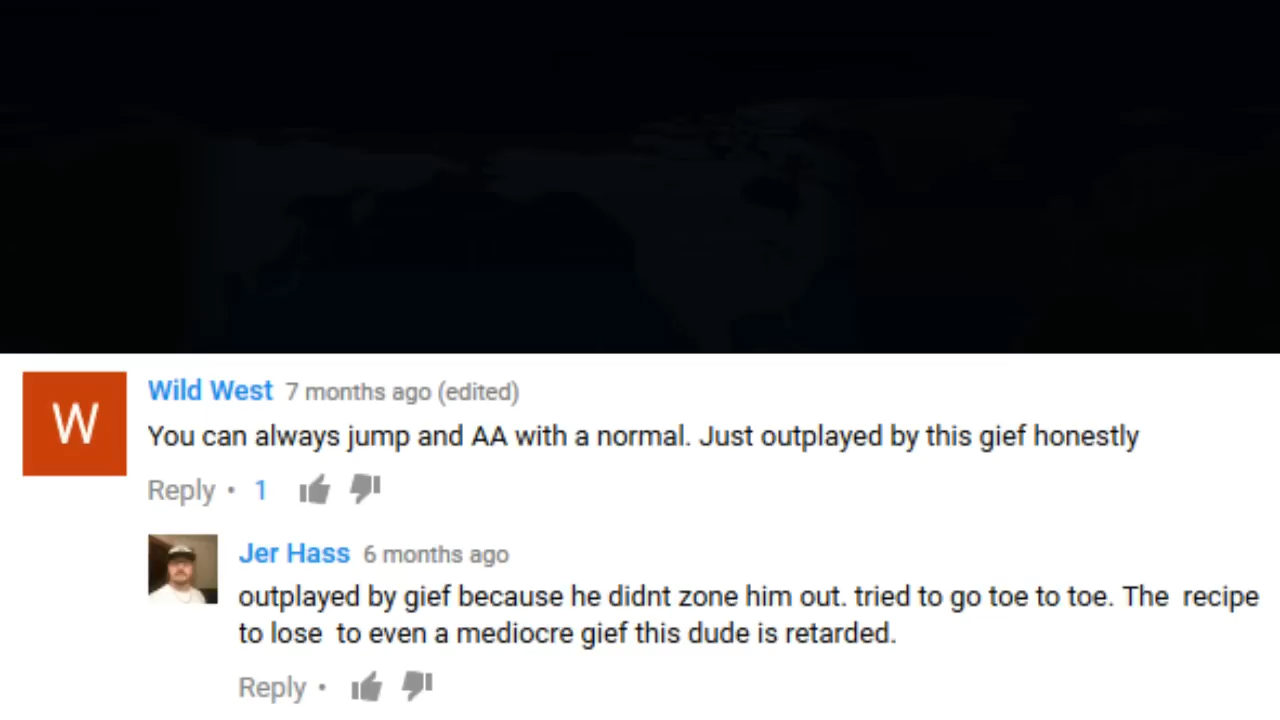 W
Wild West 7 months ago (edited)
You can always jump and AA with a normal. Just outplayed by this gief honestly
Reply • 1
Jer Hass 6 months ago
outplayed by gief because he didnt zone him out. tried to go toe to toe. The  recipe
to lose  to even a mediocre gief this dude is retarded.
Reply •